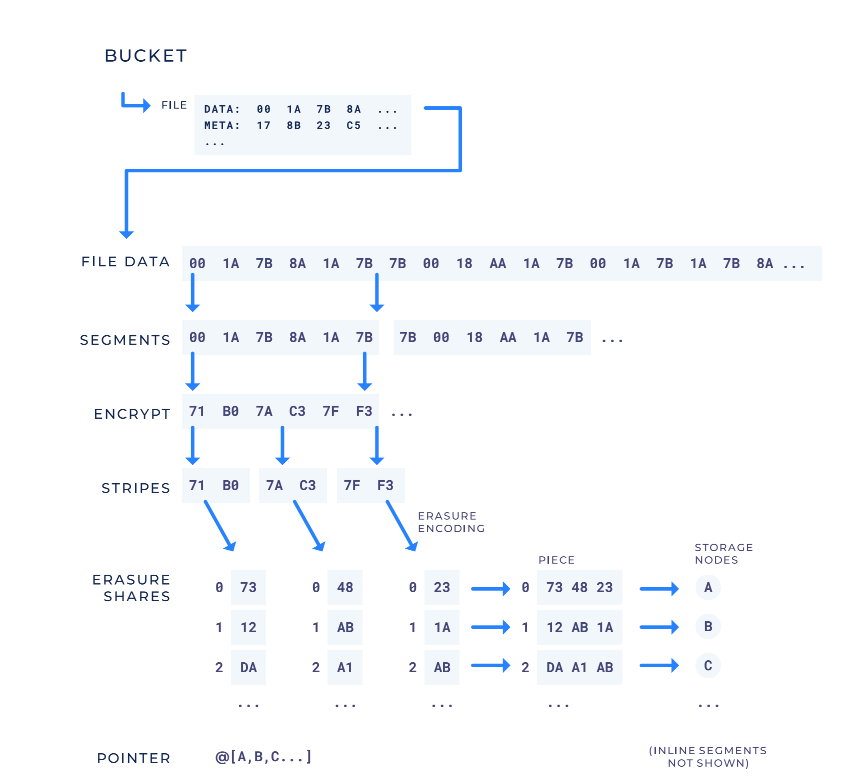 BUCKET
FILE
DATA: 00 1A 7B 8A ...
META: 17 8B 23 C5 ...
...
FILE DATA 00 1A 7B 8A 1A 7B 7B 00 18 AA 1A 7B 00 1A 7B 1A 7B 8A ...
SEGMENTS 00 1A 7B 8A 1A 7B 7B 00 18 AA 1A 7B ...
ENCRYPT 71 B0 7A C3 7F F3 ...
STRIPES 71 B0 7A C3 7F F3
ERASURE
ENCODING
PIECE
STORAGE
NODES
ERASURE
SHARES
0 73 0 48 0 23 0 73 48 23 A
1 12 1 AB 1 1A 1 12 AB 1A B
2 DA 2 A1 2 AB 2 DA A1 AB C
... ... ... ... ...
POINTER @[A,B,C...]
(INLINE SEGMENTS
NOT SHOWN)